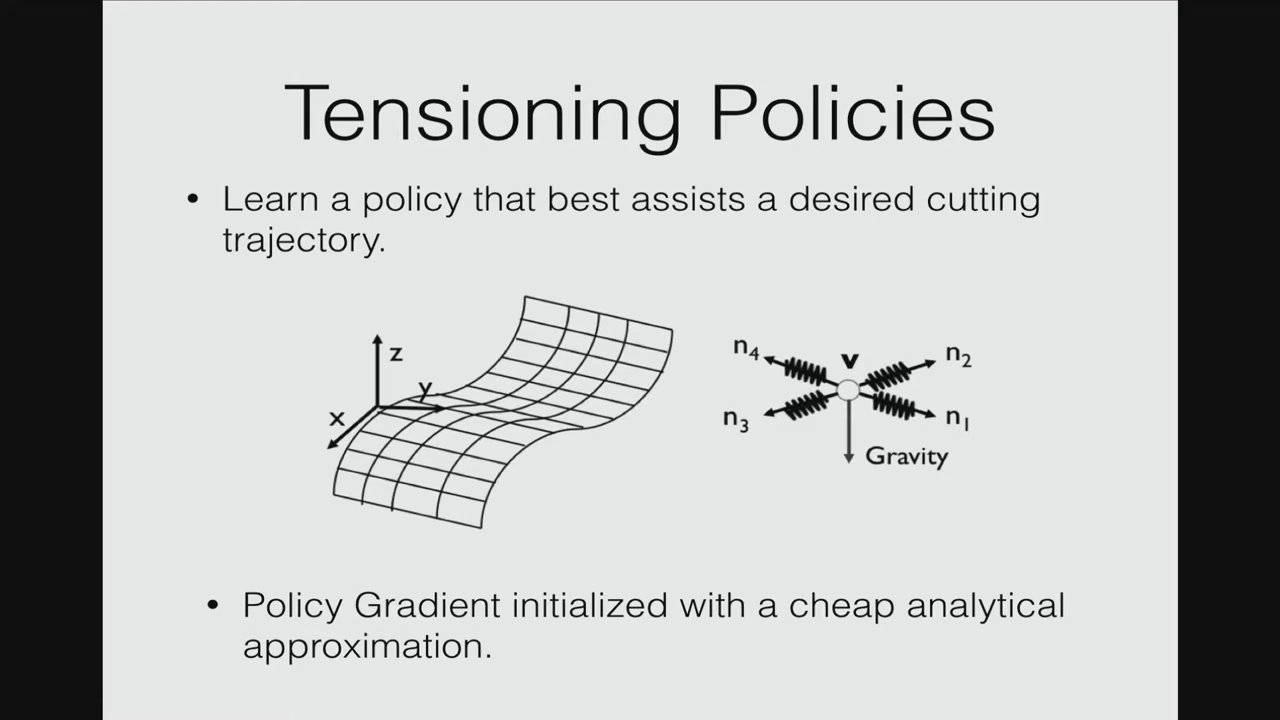 Tensioning Policies
• Learn a policy that best assists a desired cutting
trajectory.
z
y
x
n4
v
n2
n3
n1
Gravity
• Policy Gradient initialized with a cheap analytical
approximation.